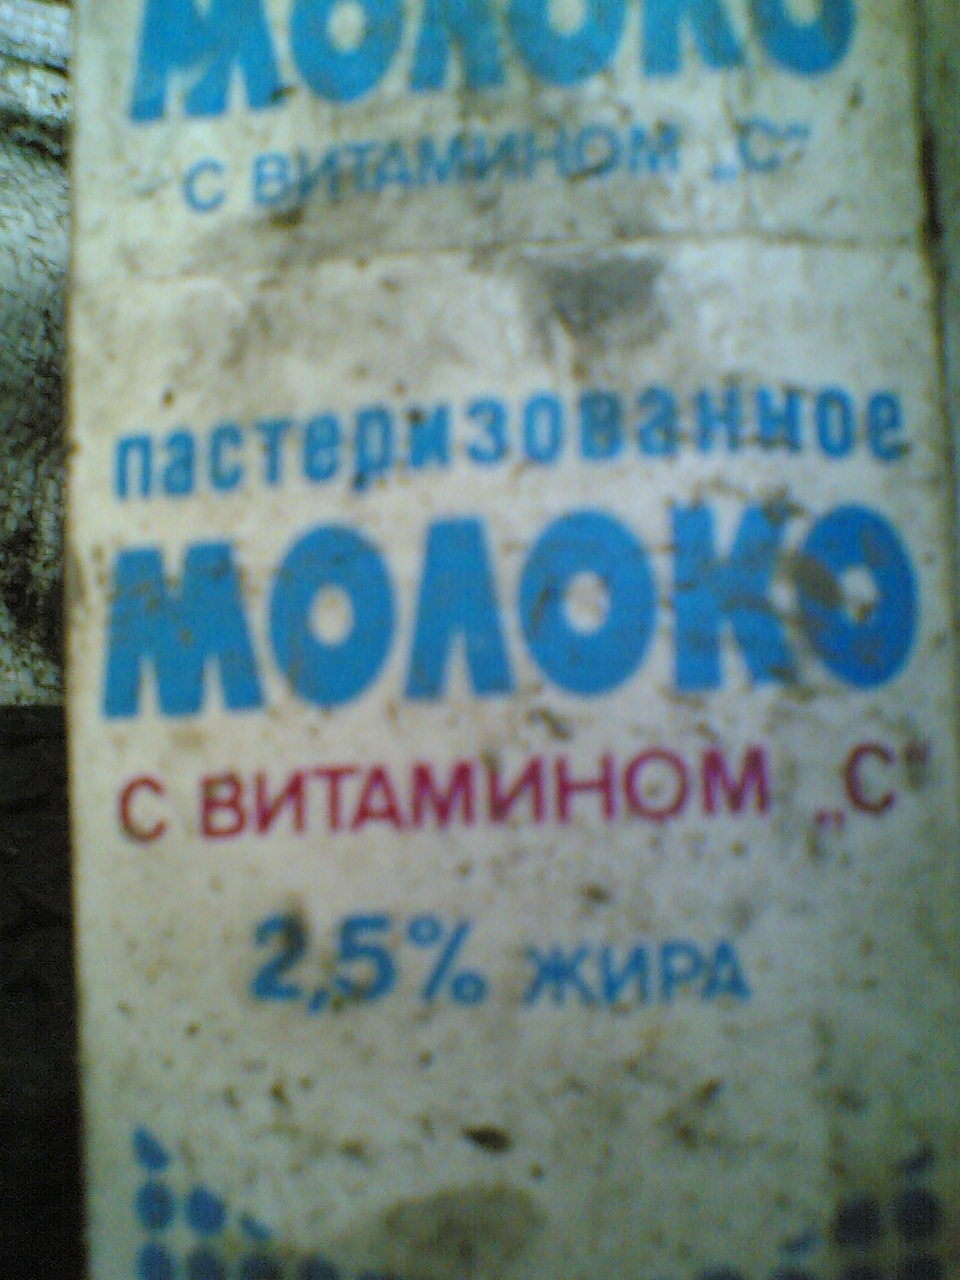 МОЛОКО
С ВИТАМИНОМ „С“
пастеризованное
МОЛОКО
С ВИТАМИНОМ „С“
2,5% ЖИРА